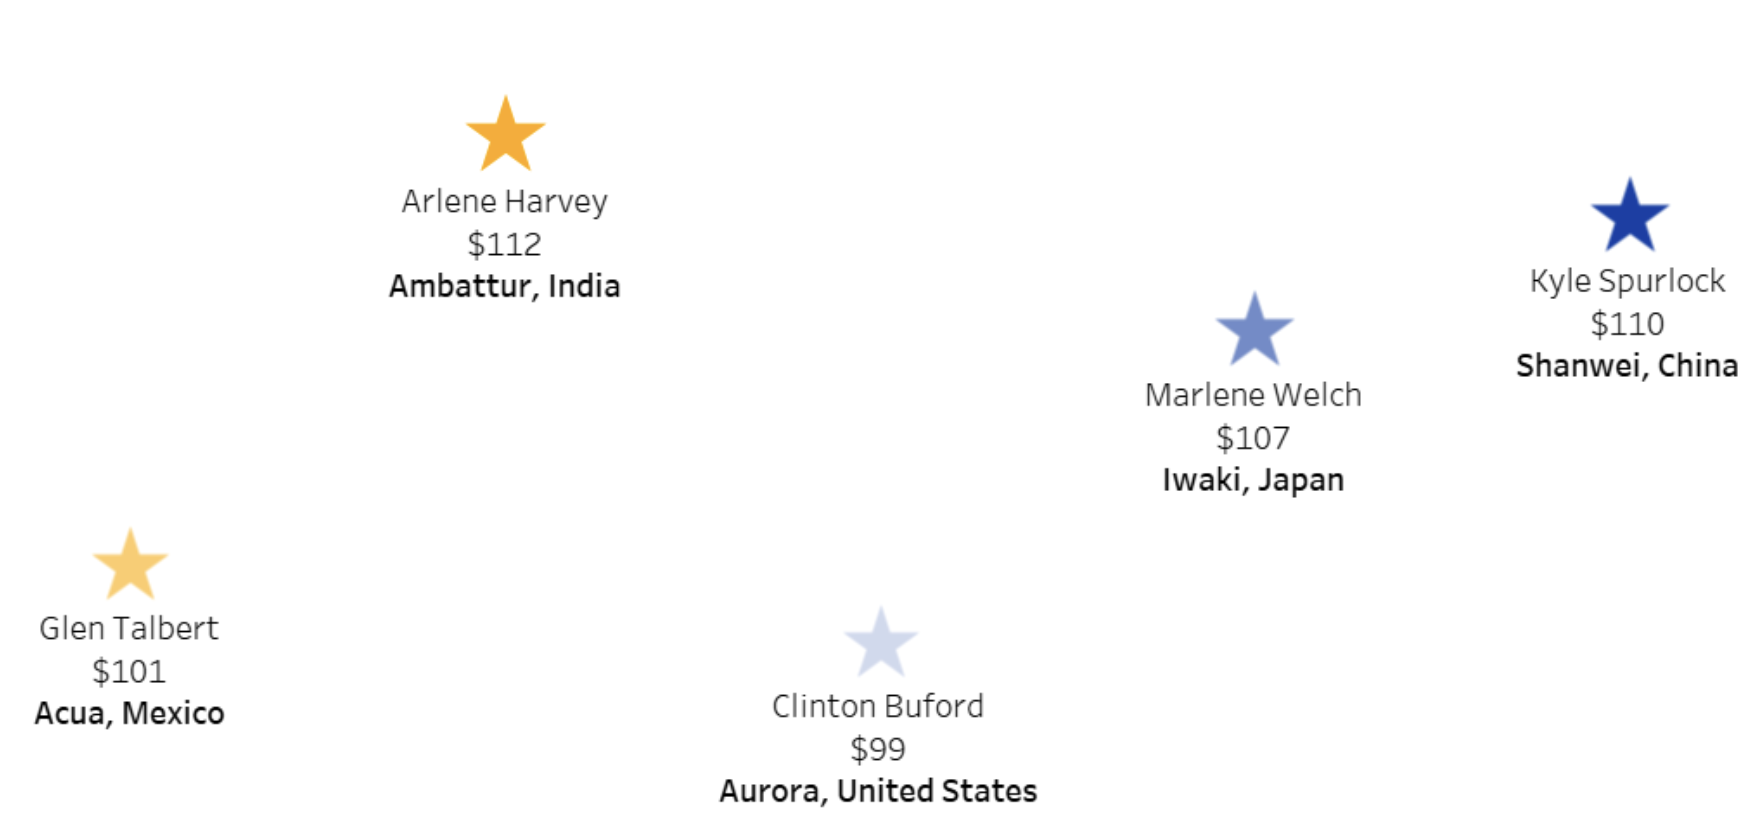 Arlene Harvey
$112
Ambattur, India
Kyle Spurlock
$110
Shanwei, China
Marlene Welch
$107
Iwaki, Japan
Glen Talbert
$101
Acua, Mexico
Clinton Buford
$99
Aurora, United States